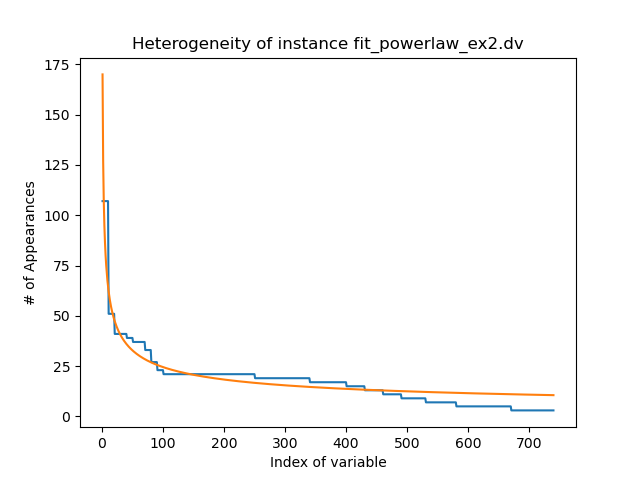 Heterogeneity of instance fit_powerlaw_ex2.dv
175
150
125
100
75
50
25
0
# of Appearances
0 100 200 300 400 500 600 700
Index of variable